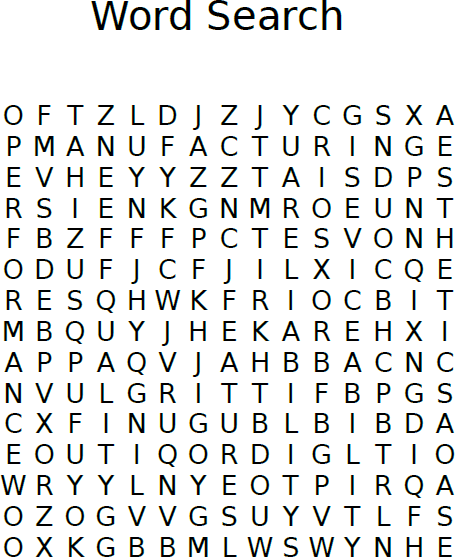 Word Search
O F T Z L D J Z J Y C G S X A
P M A N U F A C T U R I N G E
E V H E Y Y Z Z T A I S D P S
R S I E N K G N M R O E U N T
F B Z F F F P C T E S V O N H
O D U F J C F J I L X I C Q E
R E S Q H W K F R I O C B I T
M B Q U Y J H E K A R E H X I
A P P A Q V J A H B B A C N C
N V U L G R I T T I F B P G S
C X F I N U G U B L B I B D A
E O U T I Q O R D I G L T I O
W R Y Y L N Y E O T P I R Q A
O Z O G V V G S U Y V T L F S
O X K G B B M L W S W Y N H E